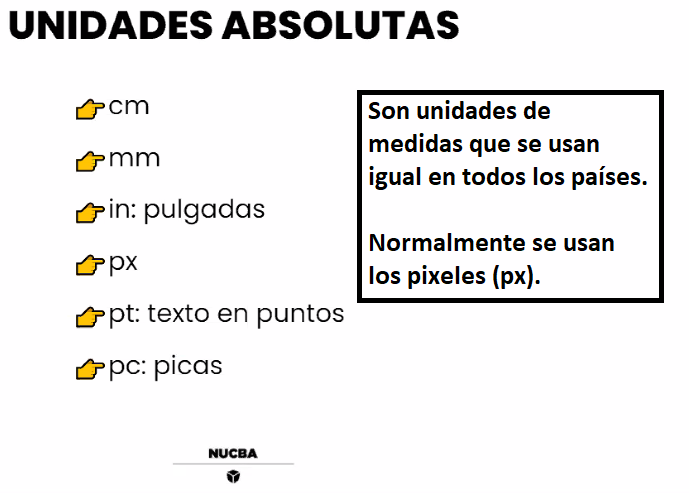 UNIDADES ABSOLUTAS
cm
mm
in: pulgadas
px
pt: texto en puntos
pc: picas
Son unidades de
medidas que se usan
igual en todos los países.
Normalmente se usan
los pixeles (px).
NUCBA